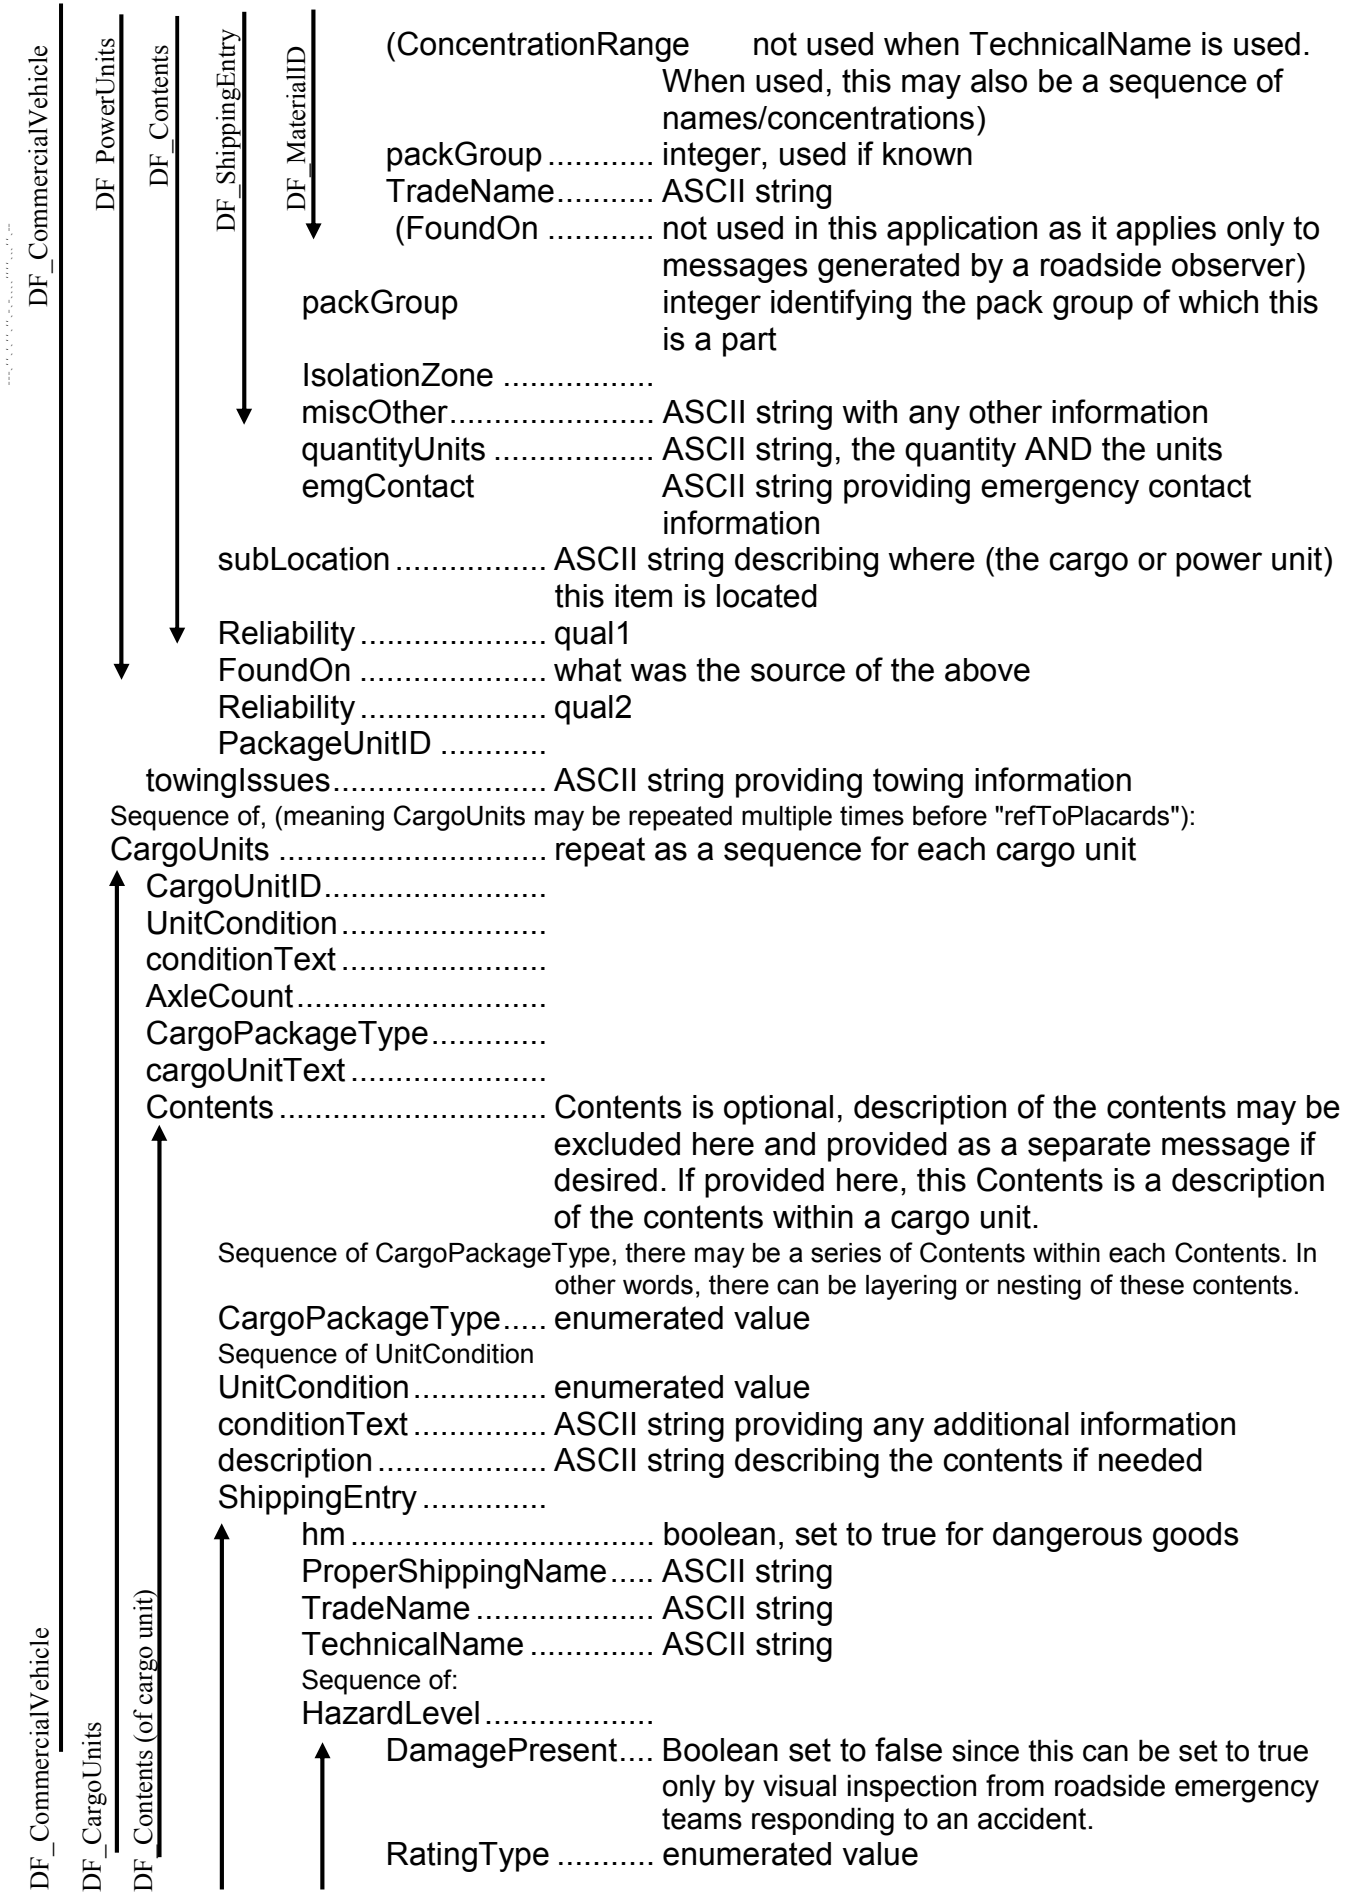 DF_CommercialVehicle
DF_PowerUnits
DF_Contents
DF_ShippingEntry
DF_MaterialID
(ConcentrationRange not used when TechnicalName is used.
When used, this may also be a sequence of
names/concentrations)
packGroup ............ integer, used if known
TradeName........... ASCII string
(FoundOn ............ not used in this application as it applies only to
messages generated by a roadside observer)
packGroup integer identifying the pack group of which this
is a part
IsolationZone .................
miscOther....................... ASCII string with any other information
quantityUnits .................. ASCII string, the quantity AND the units
emgContact ASCII string providing emergency contact
information
subLocation ................. ASCII string describing where (the cargo or power unit)
this item is located
Reliability ..................... qual1
FoundOn ..................... what was the source of the above
Reliability ..................... qual2
PackageUnitID ............
towingIssues........................ ASCII string providing towing information
Sequence of, (meaning CargoUnits may be repeated multiple times before "refToPlacards"):
CargoUnits .............................. repeat as a sequence for each cargo unit
CargoUnitID.........................
UnitCondition.......................
conditionText .......................
AxleCount............................
CargoPackageType.............
cargoUnitText ......................
Contents .............................. Contents is optional, description of the contents may be
excluded here and provided as a separate message if
desired. If provided here, this Contents is a description
of the contents within a cargo unit.
Sequence of CargoPackageType, there may be a series of Contents within each Contents. In
other words, there can be layering or nesting of these contents.
CargoPackageType..... enumerated value
Sequence of UnitCondition
UnitCondition............... enumerated value
conditionText ............... ASCII string providing any additional information
description ................... ASCII string describing the contents if needed
ShippingEntry ..............
hm .................................. boolean, set to true for dangerous goods
ProperShippingName..... ASCII string
TradeName .................... ASCII string
TechnicalName .............. ASCII string
Sequence of:
HazardLevel...................
DamagePresent.... Boolean set to false since this can be set to true
only by visual inspection from roadside emergency
teams responding to an accident.
RatingType ........... enumerated value
DF_CommercialVehicle
DF_CargoUnits
DF_Contents (of cargo unit)